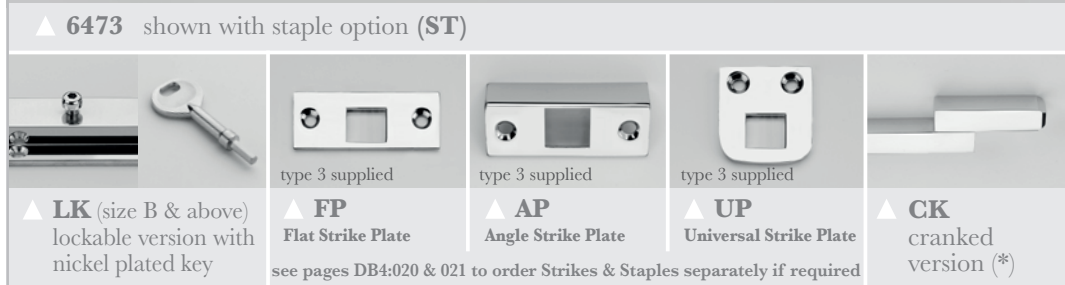 6473 shown with staple option (ST)
type 3 supplied
type 3 supplied
type 3 supplied
LK (size B & above)
lockable version with
nickel plated key
FP
Flat Strike Plate
AP
Angle Strike Plate
UP
Universal Strike Plate
see pages DB4:020 & 021 to order Strikes & Staples separately if required
CK
cranked
version (*)